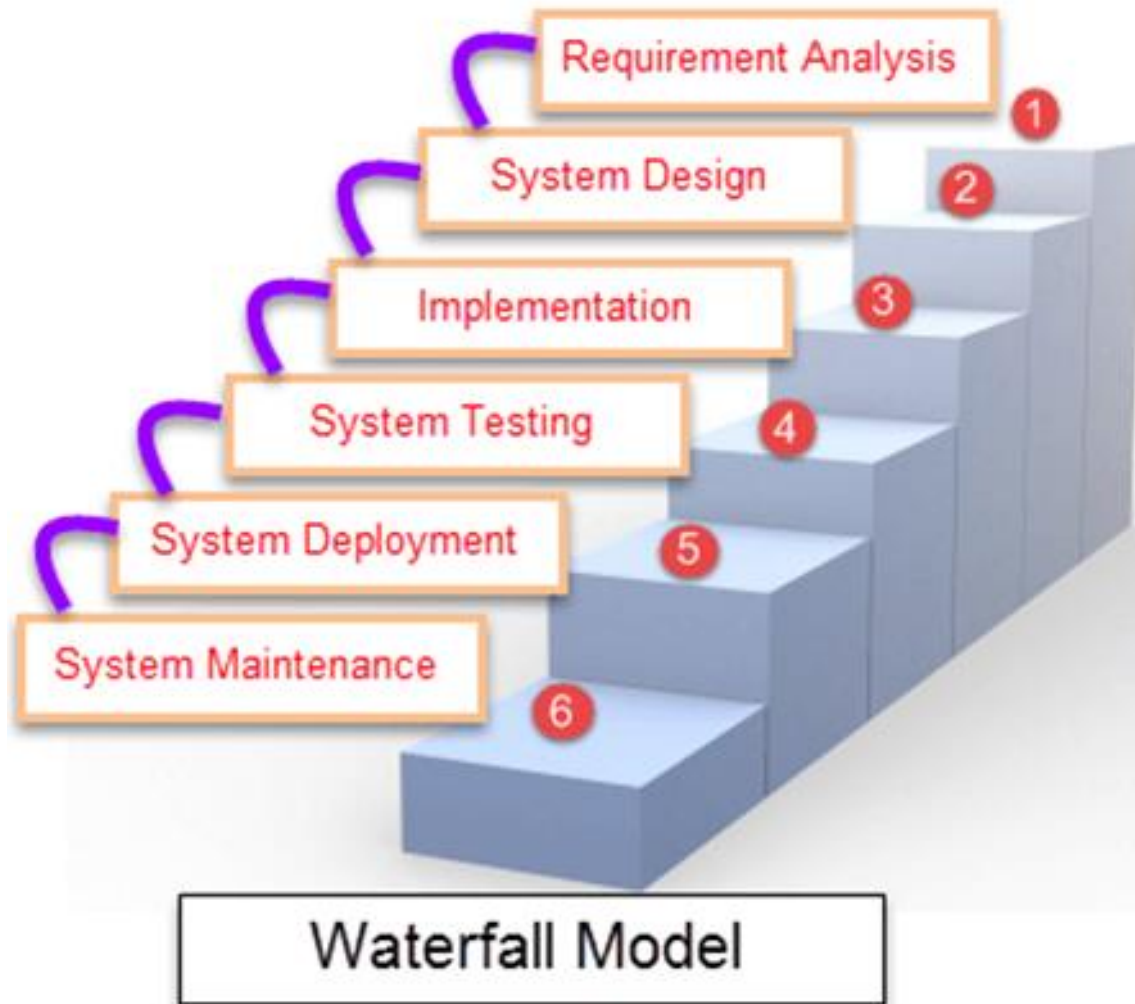 Requirement Analysis
1
System Design
2
Implementation
3
System Testing
4
System Deployment
5
System Maintenance
6
Waterfall Model